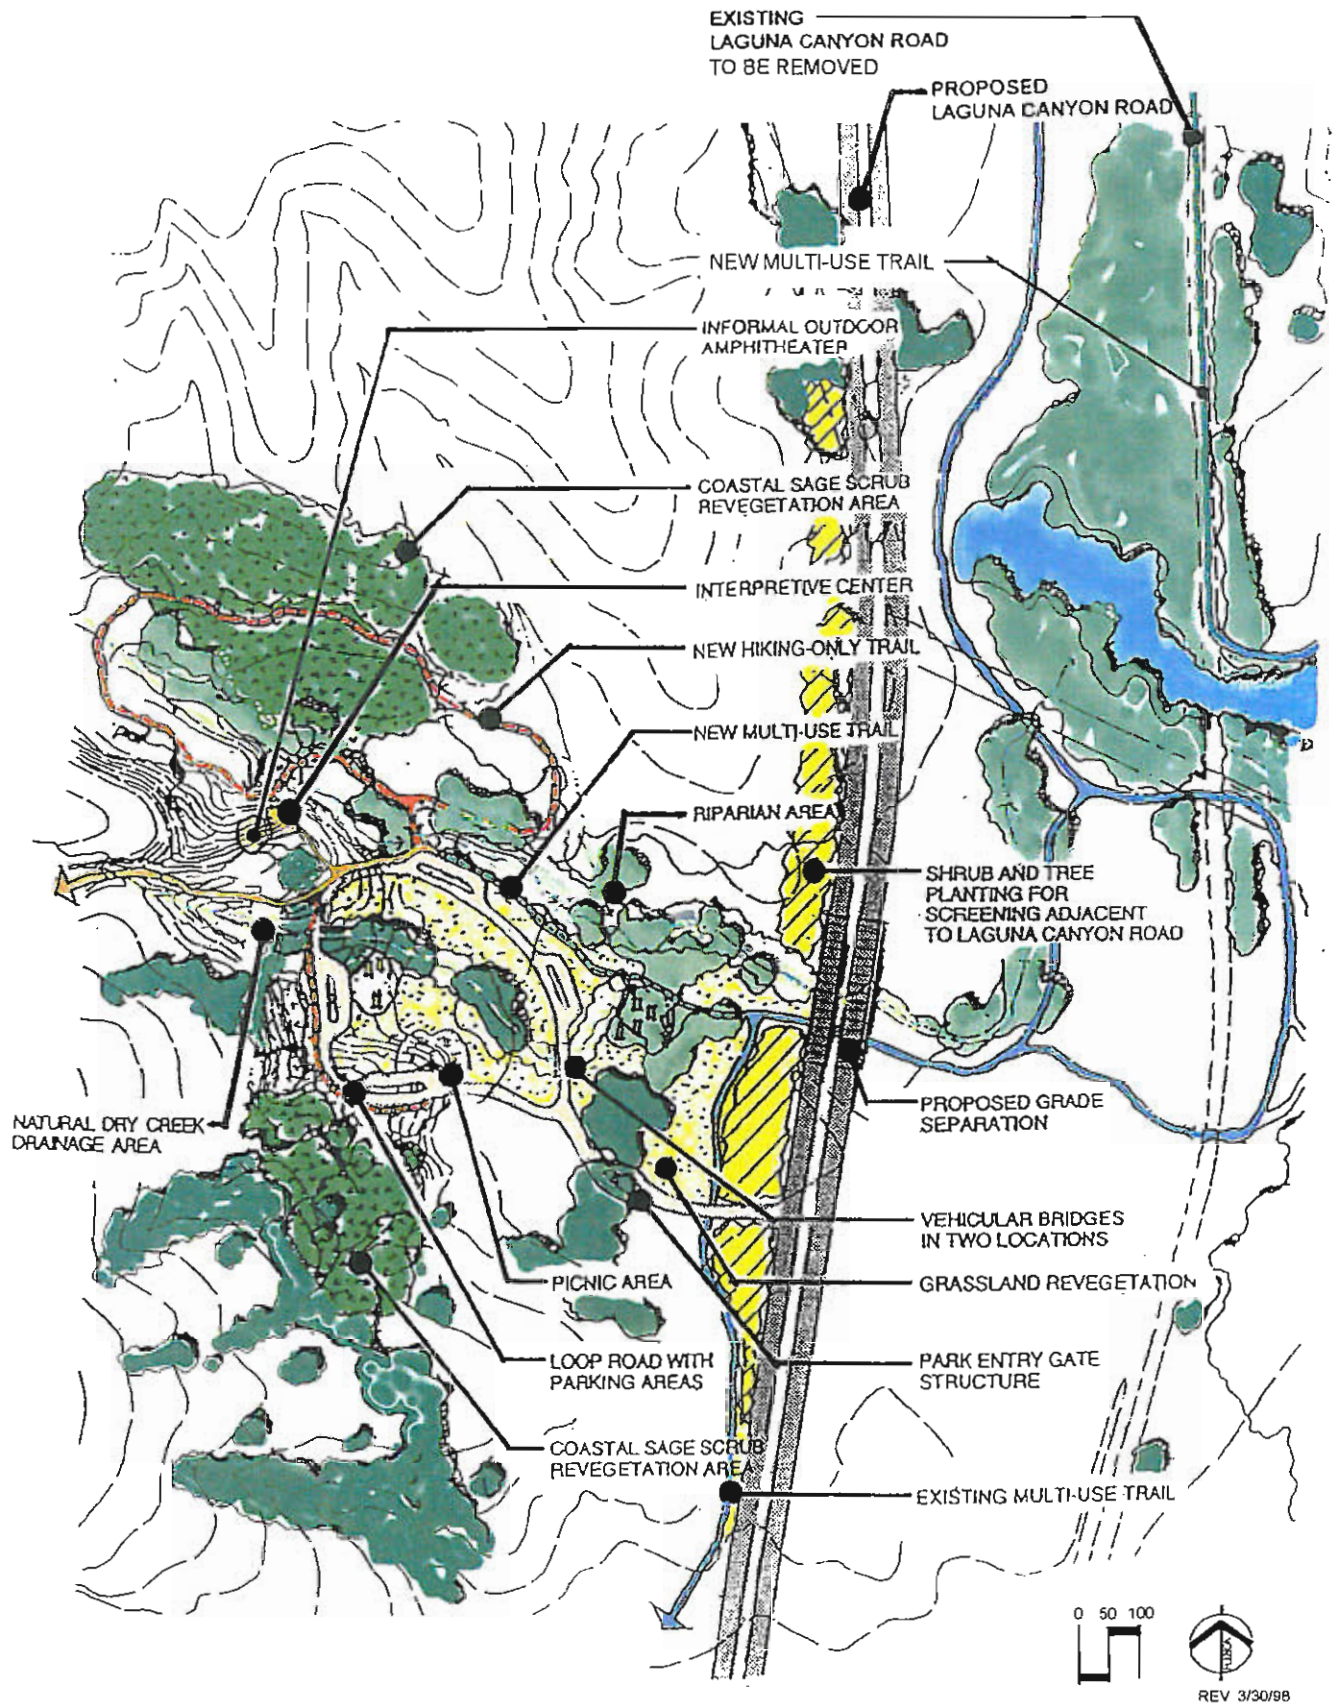 EXISTING
LAGUNA CANYON ROAD
TO BE REMOVED
PROPOSED
LAGUNA CANYON ROAD
NEW MULTI-USE TRAIL
INFORMAL OUTDOOR
AMPHITHEATER
COASTAL SAGE SCRUB
REVEGETATION AREA
INTERPRETIVE CENTER
NEW HIKING-ONLY TRAIL
NEW MULTI-USE TRAIL
RIPARIAN AREA
SHRUB AND TREE
PLANTING FOR
SCREENING ADJACENT
TO LAGUNA CANYON ROAD
NATURAL DRY CREEK
DRAINAGE AREA
PROPOSED GRADE
SEPARATION
VEHICULAR BRIDGES
IN TWO LOCATIONS
PICNIC AREA
GRASSLAND REVEGETATION
LOOP ROAD WITH
PARKING AREAS
PARK ENTRY GATE
STRUCTURE
COASTAL SAGE SCRUB
REVEGETATION AREA
EXISTING MULTI-USE TRAIL
0 50 100
REV 3/30/98